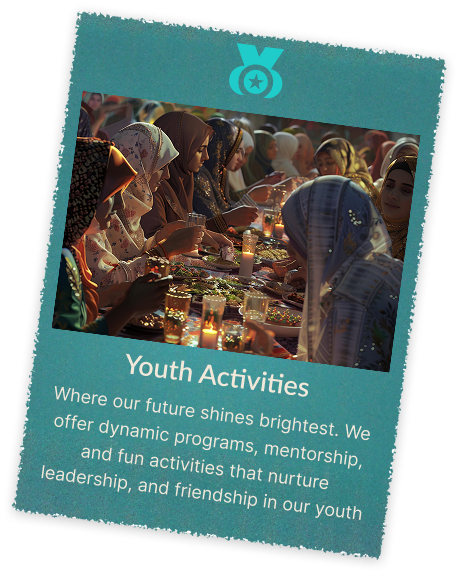 Youth Activities
Where our future shines brightest. We
offer dynamic programs, mentorship,
and fun activities that nurture
leadership, and friendship in our youth